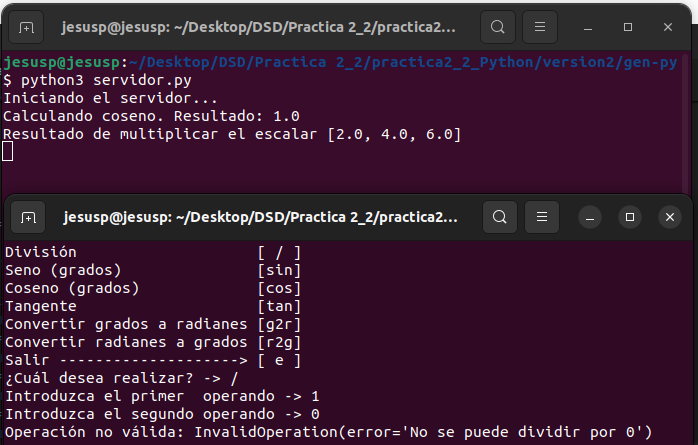 jesusp@jesusp: ~/Desktop/DSD/Practica 2_2/practica2...
jesusp@jesusp:~/Desktop/DSD/Practica 2_2/practica2_2_Python/version2/gen-py
$ python3 servidor.py
Iniciando el servidor...
Calculando coseno. Resultado: 1.0
Resultado de multiplicar el escalar [2.0, 4.0, 6.0]
jesusp@jesusp: ~/Desktop/DSD/Practica 2_2/practica2...
División                    [ / ]
Seno (grados)               [sin]
Coseno (grados)             [cos]
Tangente                    [tan]
Convertir grados a radianes [g2r]
Convertir radianes a grados [r2g]
Salir --------------------> [ e ]
¿Cuál desea realizar? -> /
Introduzca el primer  operando -> 1
Introduzca el segundo operando -> 0
Operación no válida: InvalidOperation(error='No se puede dividir por 0')